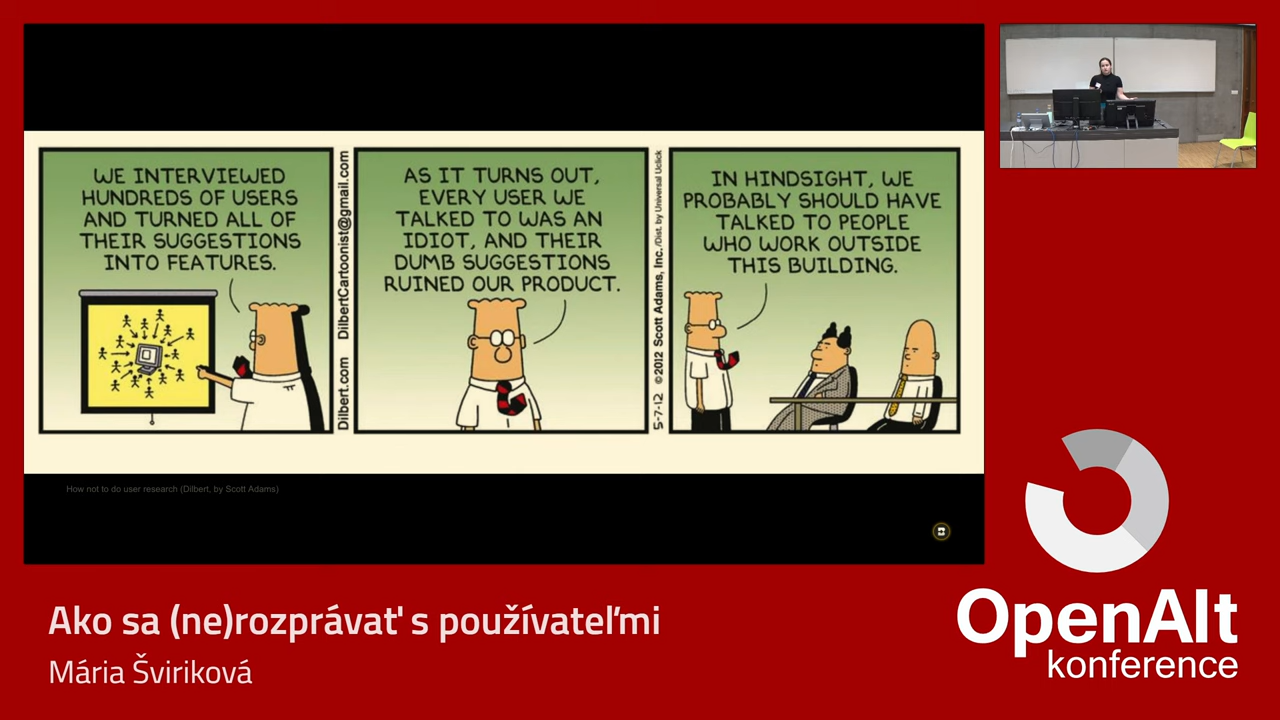 WE INTERVIEWED
HUNDREDS OF USERS
AND TURNED ALL OF
THEIR SUGGESTIONS
INTO FEATURES.
Dilbert.com DilbertCartoonist@gmail.com
AS IT TURNS OUT,
EVERY USER WE
TALKED TO WAS AN
IDIOT, AND THEIR
DUMB SUGGESTIONS
RUINED OUR PRODUCT.
5-7-12 ©2012 Scott Adams, Inc. /Dist. by Universal Uclick
IN HINDSIGHT, WE
PROBABLY SHOULD HAVE
TALKED TO PEOPLE
WHO WORK OUTSIDE
THIS BUILDING.
How not to do user research (Dilbert, by Scott Adams)
Ako sa (ne)rozprávať s používateľmi
Mária Šviriková
OpenAlt
konference